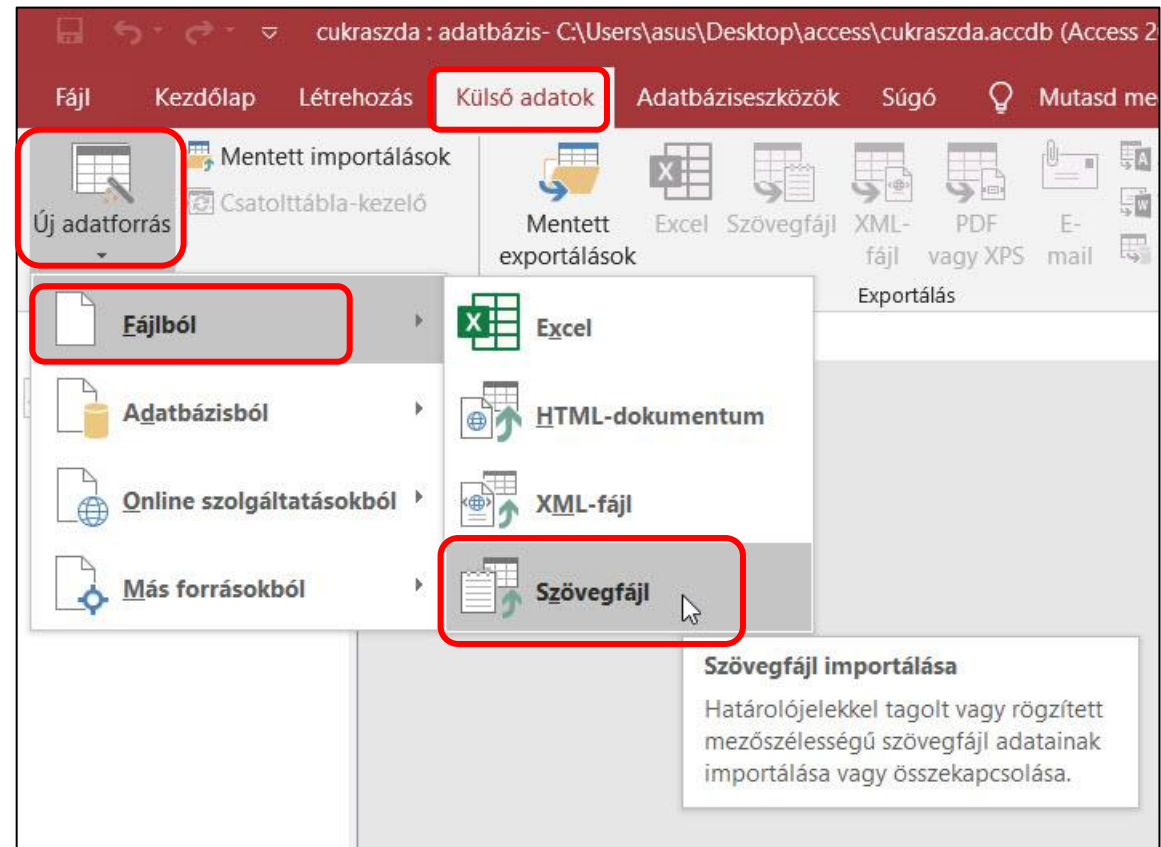 cukraszda : adatbázis- C:\Users\asus\Desktop\access\cukraszda.accdb (Access 2
Fájl Kezdőlap Létrehozás Külső adatok Adatbáziseszközök Súgó Mutasd me
Új adatforrás
Mentett importálások
Csatolttábla-kezelő
Mentett exportálások
Excel
Szövegfájl
XML-fájl
PDF vagy XPS
E-mail
Exportálás
Fájlból
Adatbázisból
Online szolgáltatásokból
Más forrásokból
Excel
HTML-dokumentum
XML-fájl
Szövegfájl
Szövegfájl importálása
Határolójelekkel tagolt vagy rögzített
mezőszélességű szövegfájl adatainak
importálása vagy összekapcsolása.